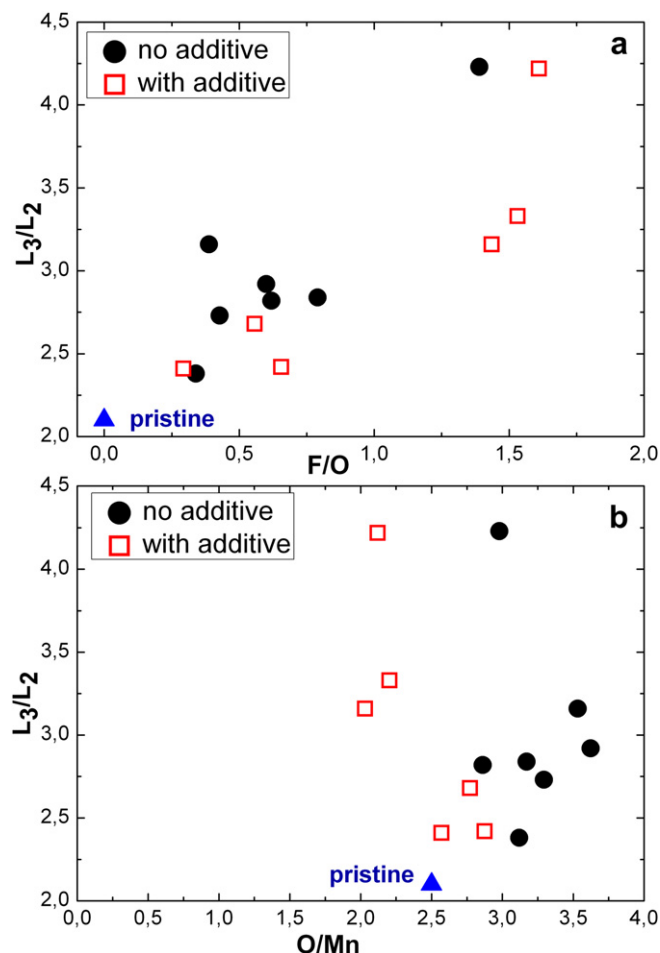 4,5
no additive
with additive
a
4,0
3,5
L3/L2
3,0
2,5
pristine
2,0
0,0 0,5 1,0 1,5 2,0
F/O
4,5
no additive
with additive
b
4,0
3,5
L3/L2
3,0
2,5
pristine
2,0
0,0 0,5 1,0 1,5 2,0 2,5 3,0 3,5 4,0
O/Mn